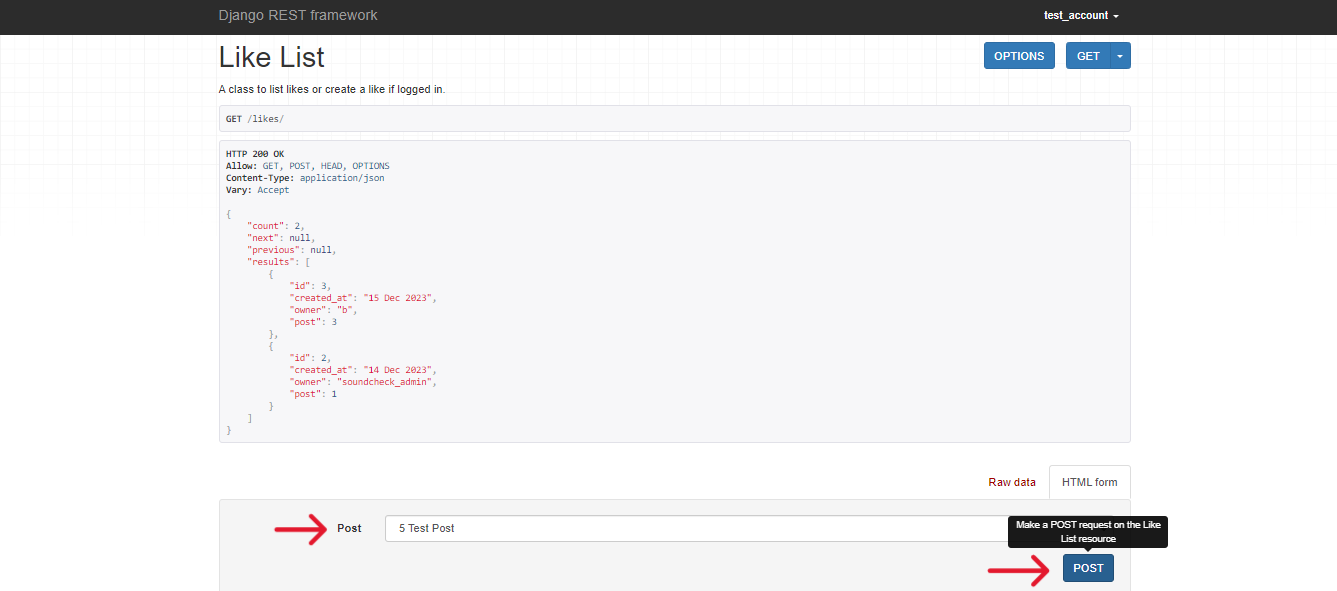 Django REST framework
test_account
Like List
OPTIONS
GET
A class to list likes or create a like if logged in.
GET /likes/
HTTP 200 OK
Allow: GET, POST, HEAD, OPTIONS
Content-Type: application/json
Vary: Accept
{
    "count": 2,
    "next": null,
    "previous": null,
    "results": [
        {
            "id": 3,
            "created_at": "15 Dec 2023",
            "owner": "b",
            "post": 3
        },
        {
            "id": 2,
            "created_at": "14 Dec 2023",
            "owner": "soundcheck_admin",
            "post": 1
        }
    ]
}
Raw data
HTML form
Post
5 Test Post
Make a POST request on the Like
List resource
POST